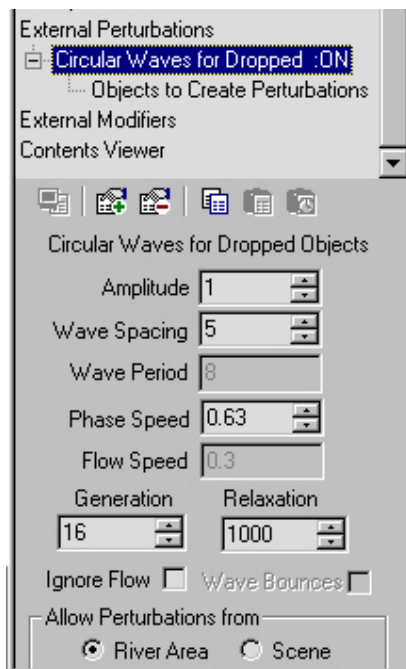 External Perturbations
Circular Waves for Dropped :ON
Objects to Create Perturbations
External Modifiers
Contents Viewer
Circular Waves for Dropped Objects
Amplitude 1
Wave Spacing 5
Wave Period 8
Phase Speed 0.63
Flow Speed 0.3
Generation Relaxation
16 1000
Ignore Flow Wave Bounces
Allow Perturbations from
River Area Scene